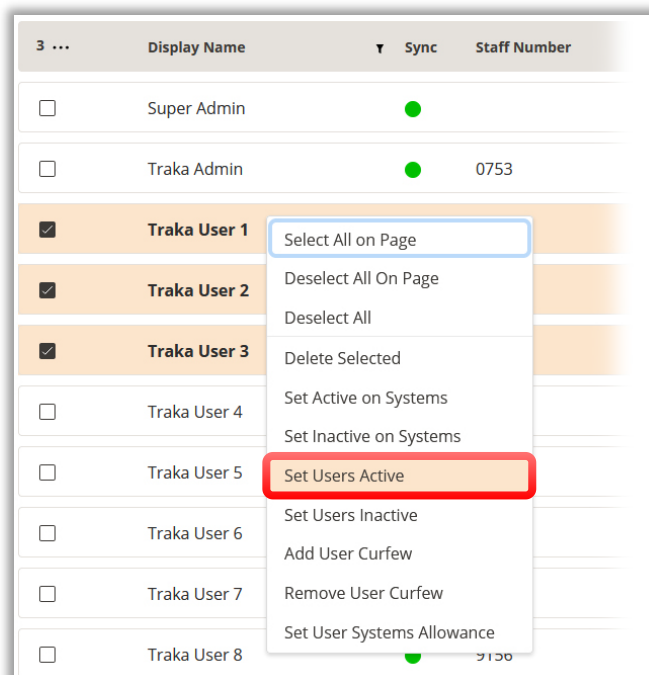 3 ... Display Name Sync Staff Number
Super Admin
Traka Admin 0753
Traka User 1
Select All on Page
Deselect All On Page
Traka User 2
Deselect All
Traka User 3
Delete Selected
Set Active on Systems
Traka User 4
Set Inactive on Systems
Traka User 5
Set Users Active
Set Users Inactive
Traka User 6
Add User Curfew
Traka User 7
Remove User Curfew
Set User Systems Allowance
Traka User 8 9156